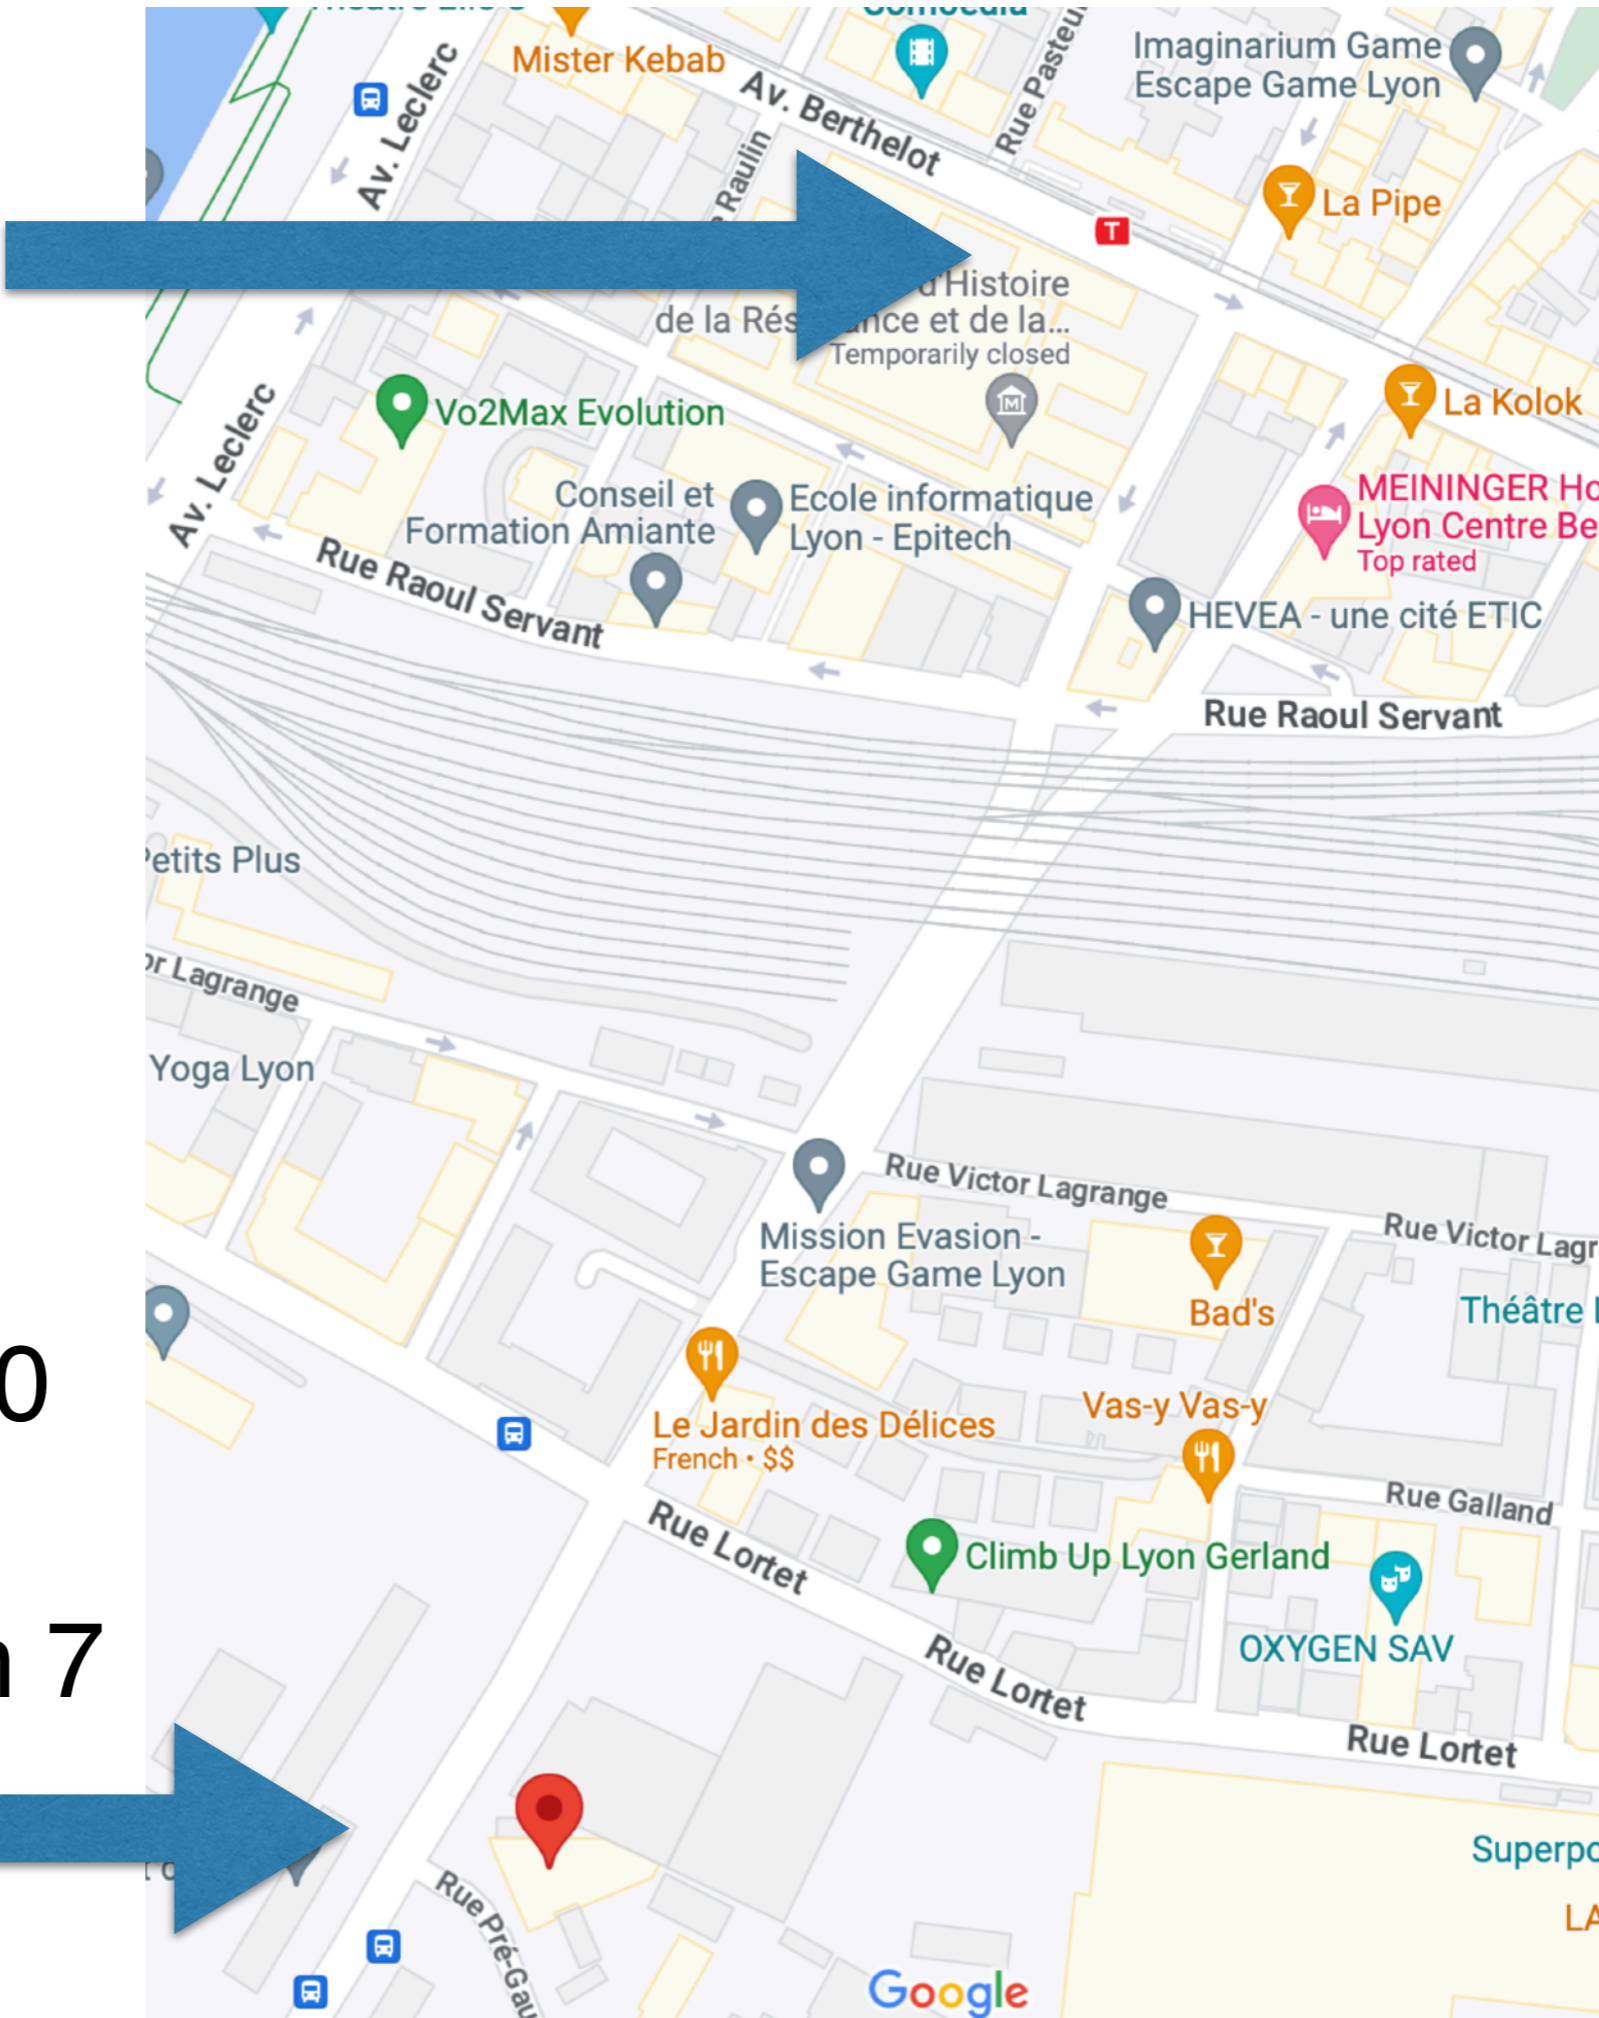 Mister Kebab
Av. Leclerc
Av. Berthelot
Rue Pasteur
Imaginarium Game
Escape Game Lyon
Raulin
La Pipe
T
d'Histoire
de la Rés nce et de la...
Temporarily closed
Vo2Max Evolution
La Kolok
Av. Leclerc
Conseil et
Formation Amiante
Ecole informatique
Lyon - Epitech
MEININGER Ho
Lyon Centre Be
Top rated
Rue Raoul Servant
HEVEA - une cité ETIC
Rue Raoul Servant
Petits Plus
or Lagrange
Yoga Lyon
Rue Victor Lagrange
Rue Victor Lagr
Mission Evasion -
Escape Game Lyon
Bad's
Théâtre
0
Le Jardin des Délices
French • $$
Vas-y Vas-y
Rue Galland
Rue Lortet
Climb Up Lyon Gerland
7
OXYGEN SAV
Rue Lortet
Rue Lortet
Superpo
LA
Rue Pré-Gau
Google